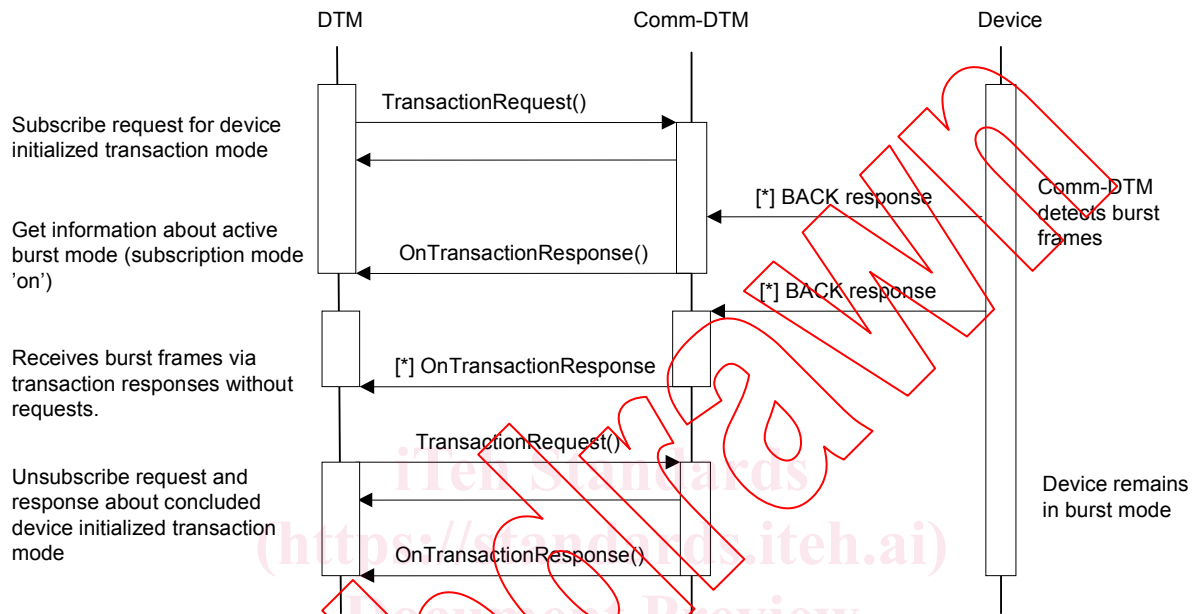 DTM
Comm-DTM
Device
TransactionRequest()
Subscribe request for device
initialized transaction mode
[*] BACK response
Comm-DTM
detects burst
frames
Get information about active
burst mode (subscription mode
’on’)
OnTransactionResponse()
[*] BACK response
Receives burst frames via
transaction responses without
requests.
[*] OnTransactionResponse
TransactionRequest()
iTeh Standards
Unsubscribe request and
response about concluded
device initialized transaction
mode
Device remains
in burst mode
(https://standards.iteh.ai)
OnTransactionResponse()
Document Preview